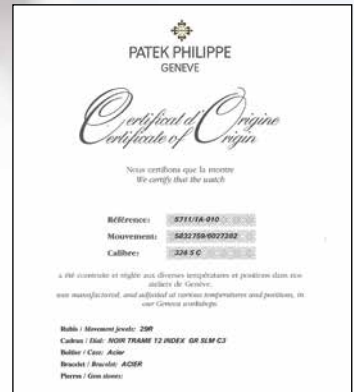 PATEK PHILIPPE
GENEVE
Certificat d'Origine
Certificate of Origin
Nous certifions que la montre
We certify that the watch
Référence: 5711/1A-010
Mouvement:
Calibre: 324 S C
a été construite et réglée aux diverses températures et positions dans nos
ateliers de Genève.
was manufactured, and adjusted at various temperatures and positions, in
our Geneva workshops.
Rubis / Movement jewels: 29R
Cadran / Dial: NOIR TRAME 12 INDEX GR SLM C3
Boîtier / Case: Acier
Bracelet / Bracelet: ACIER
Pierres / Gem stones: